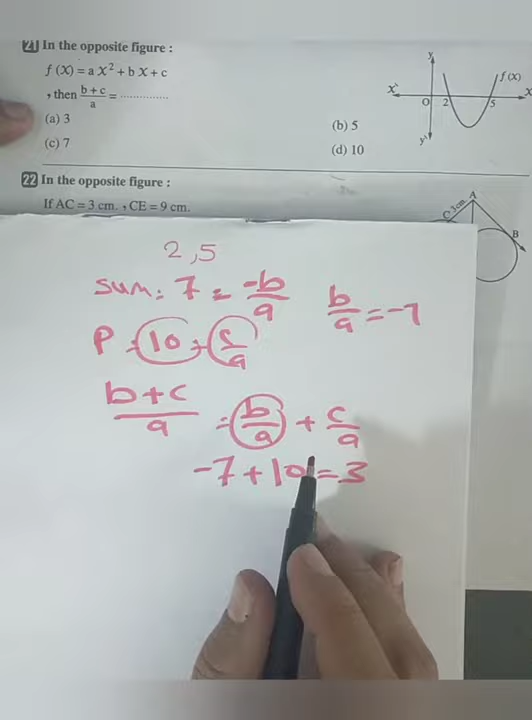 21 In the opposite figure :
f (X) = a X² + b X + c
, then b + c / a = ..............
(a) 3
(b) 5
(c) 7
(d) 10
y
f(x)
x'
O
2
5
x
y'
22 In the opposite figure :
If AC = 3 cm. , CE = 9 cm.
A
3cm.
C
B
2,5
sum: 7 = -b/a
b/a = -7
P = 10 = c/a
b+c/a = b/a + c/a
-7+10=3